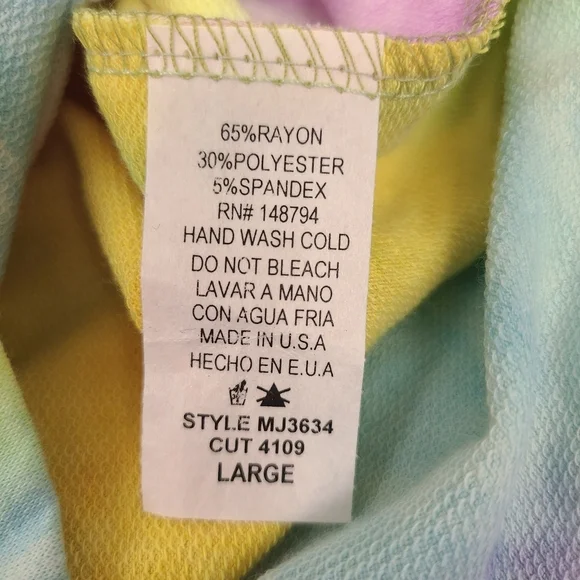 65%RAYON
30%POLYESTER
5%SPANDEX
RN# 148794
HAND WASH COLD
DO NOT BLEACH
LAVAR A MANO
CON AGUA FRIA
MADE IN U.S.A
HECHO EN E.U.A
STYLE MJ3634
CUT 4109
LARGE